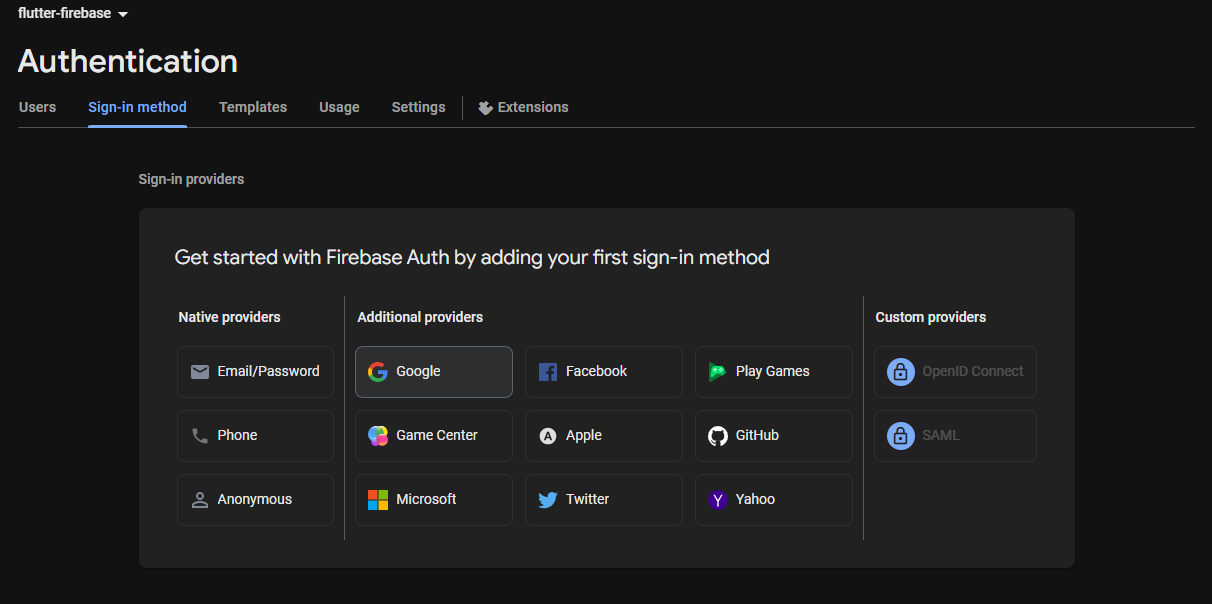 flutter-firebase
Authentication
Users Sign-in method Templates Usage Settings Extensions
Sign-in providers
Get started with Firebase Auth by adding your first sign-in method
Native providers Additional providers Custom providers
Email/Password Google Facebook Play Games OpenID Connect
Phone Game Center Apple GitHub SAML
Anonymous Microsoft Twitter Yahoo